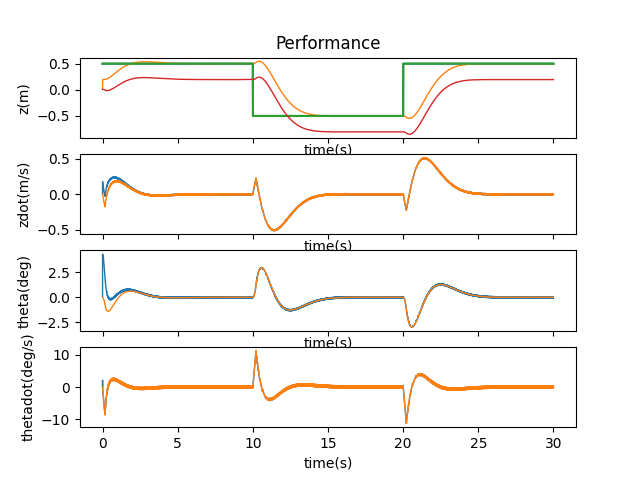 Performance
0.5
0.0
−0.5
z(m)
time(s)
0.5
0.0
−0.5
zdot(m/s)
time(s)
2.5
0.0
−2.5
theta(deg)
time(s)
10
0
−10
thetadot(deg/s)
0 5 10 15 20 25 30
time(s)